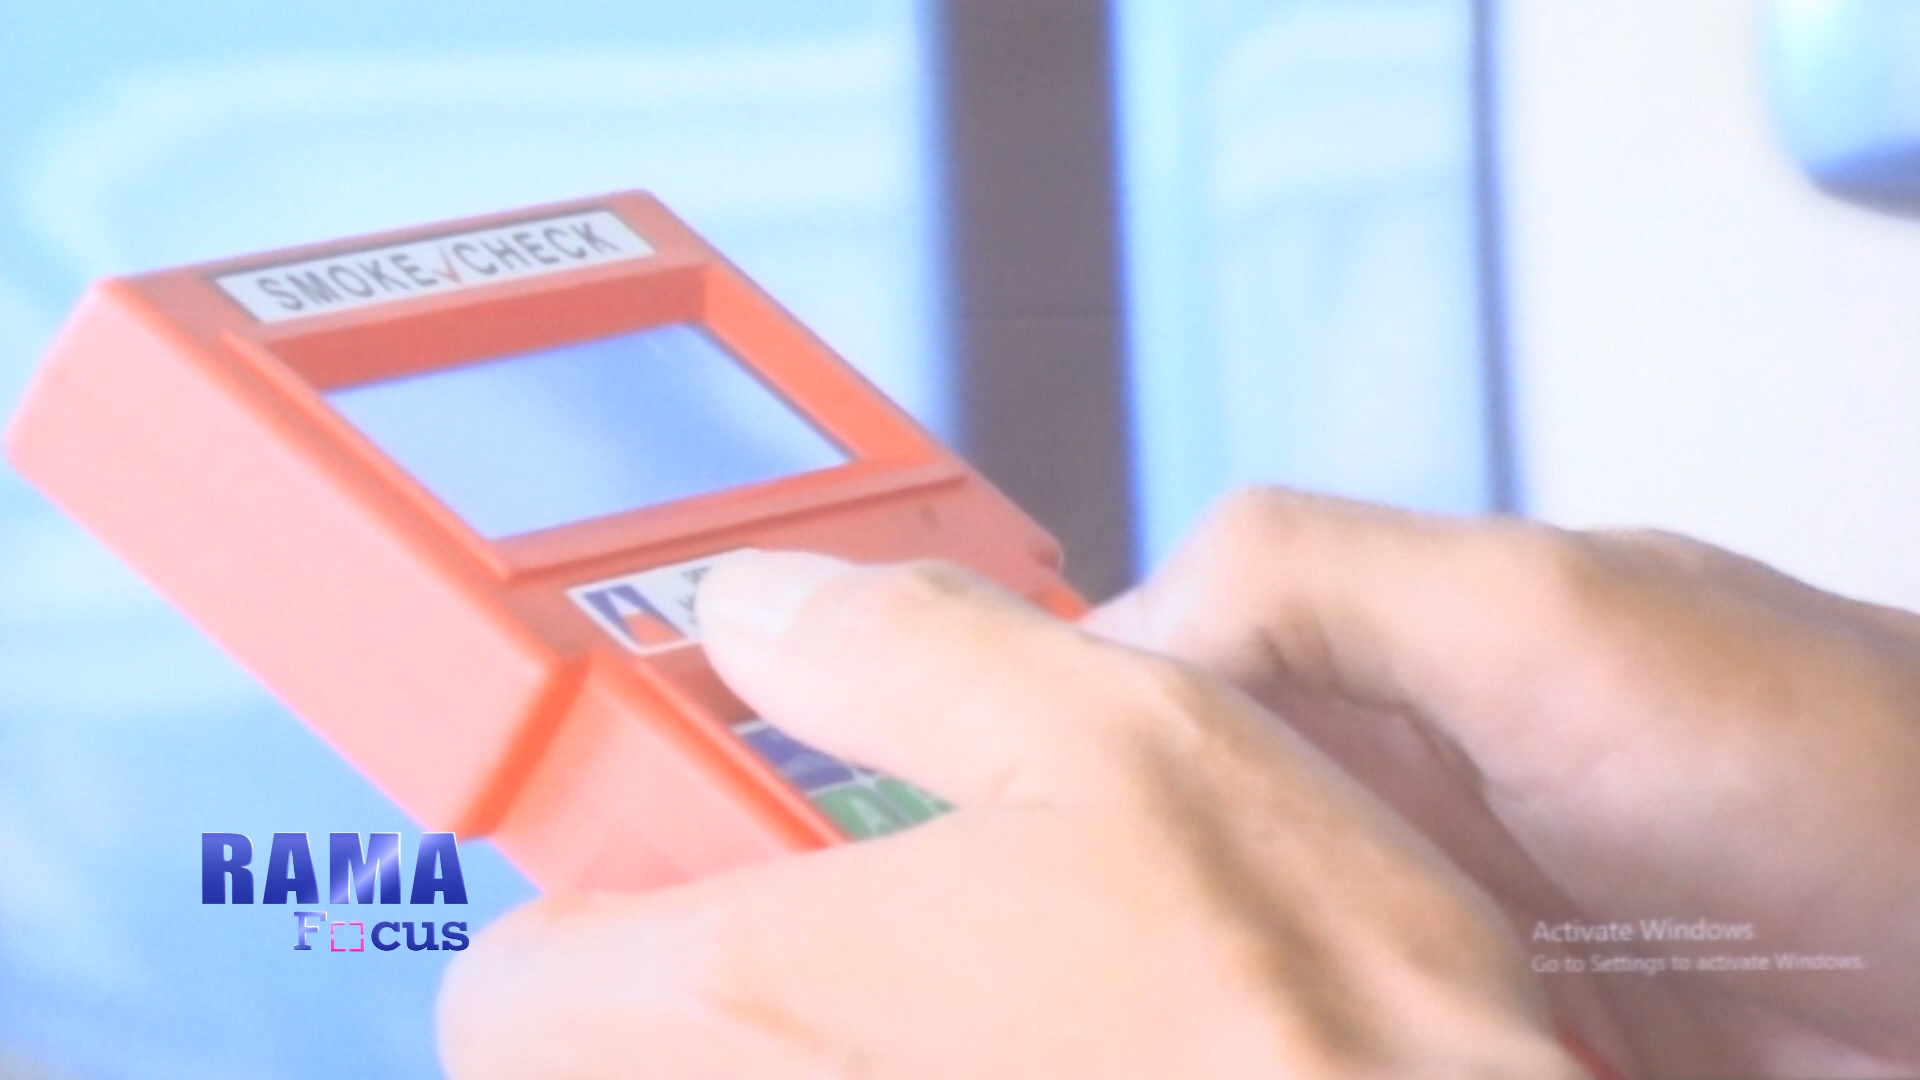 SMOKE✓CHECK
RAMA
Focus
Activate Windows
Go to Settings to activate Windows.